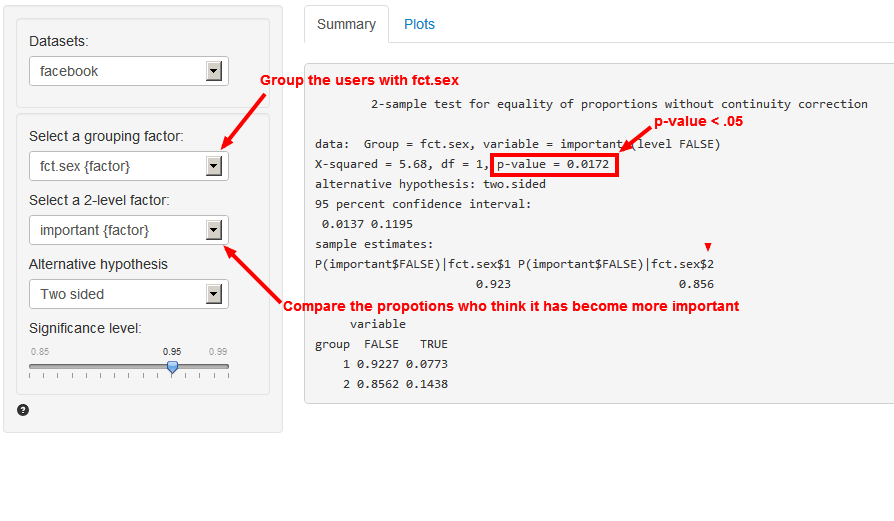 Summary Plots
Datasets:
facebook
Group the users with fct.sex
2-sample test for equality of proportions without continuity correction
p-value < .05
Select a grouping factor:
data: Group = fct.sex, variable = important (level FALSE)
fct.sex {factor}
X-squared = 5.68, df = 1, p-value = 0.0172
alternative hypothesis: two.sided
Select a 2-level factor:
95 percent confidence interval:
0.0137 0.1195
important {factor}
sample estimates:
P(important$FALSE)|fct.sex$1 P(important$FALSE)|fct.sex$2
Alternative hypothesis
0.923 0.856
Two sided
Compare the propotions who think it has become more important
Significance level:
variable
group FALSE TRUE
0.85 0.95 0.99
1 0.9227 0.0773
2 0.8562 0.1438
?